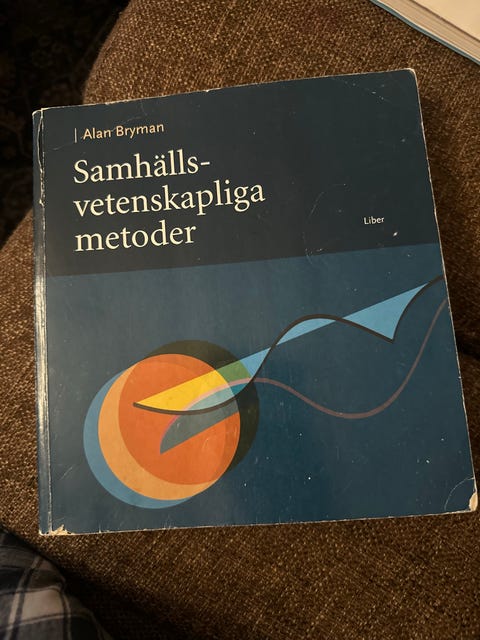 Alan Bryman
Samhälls-
vetenskapliga
metoder
Liber